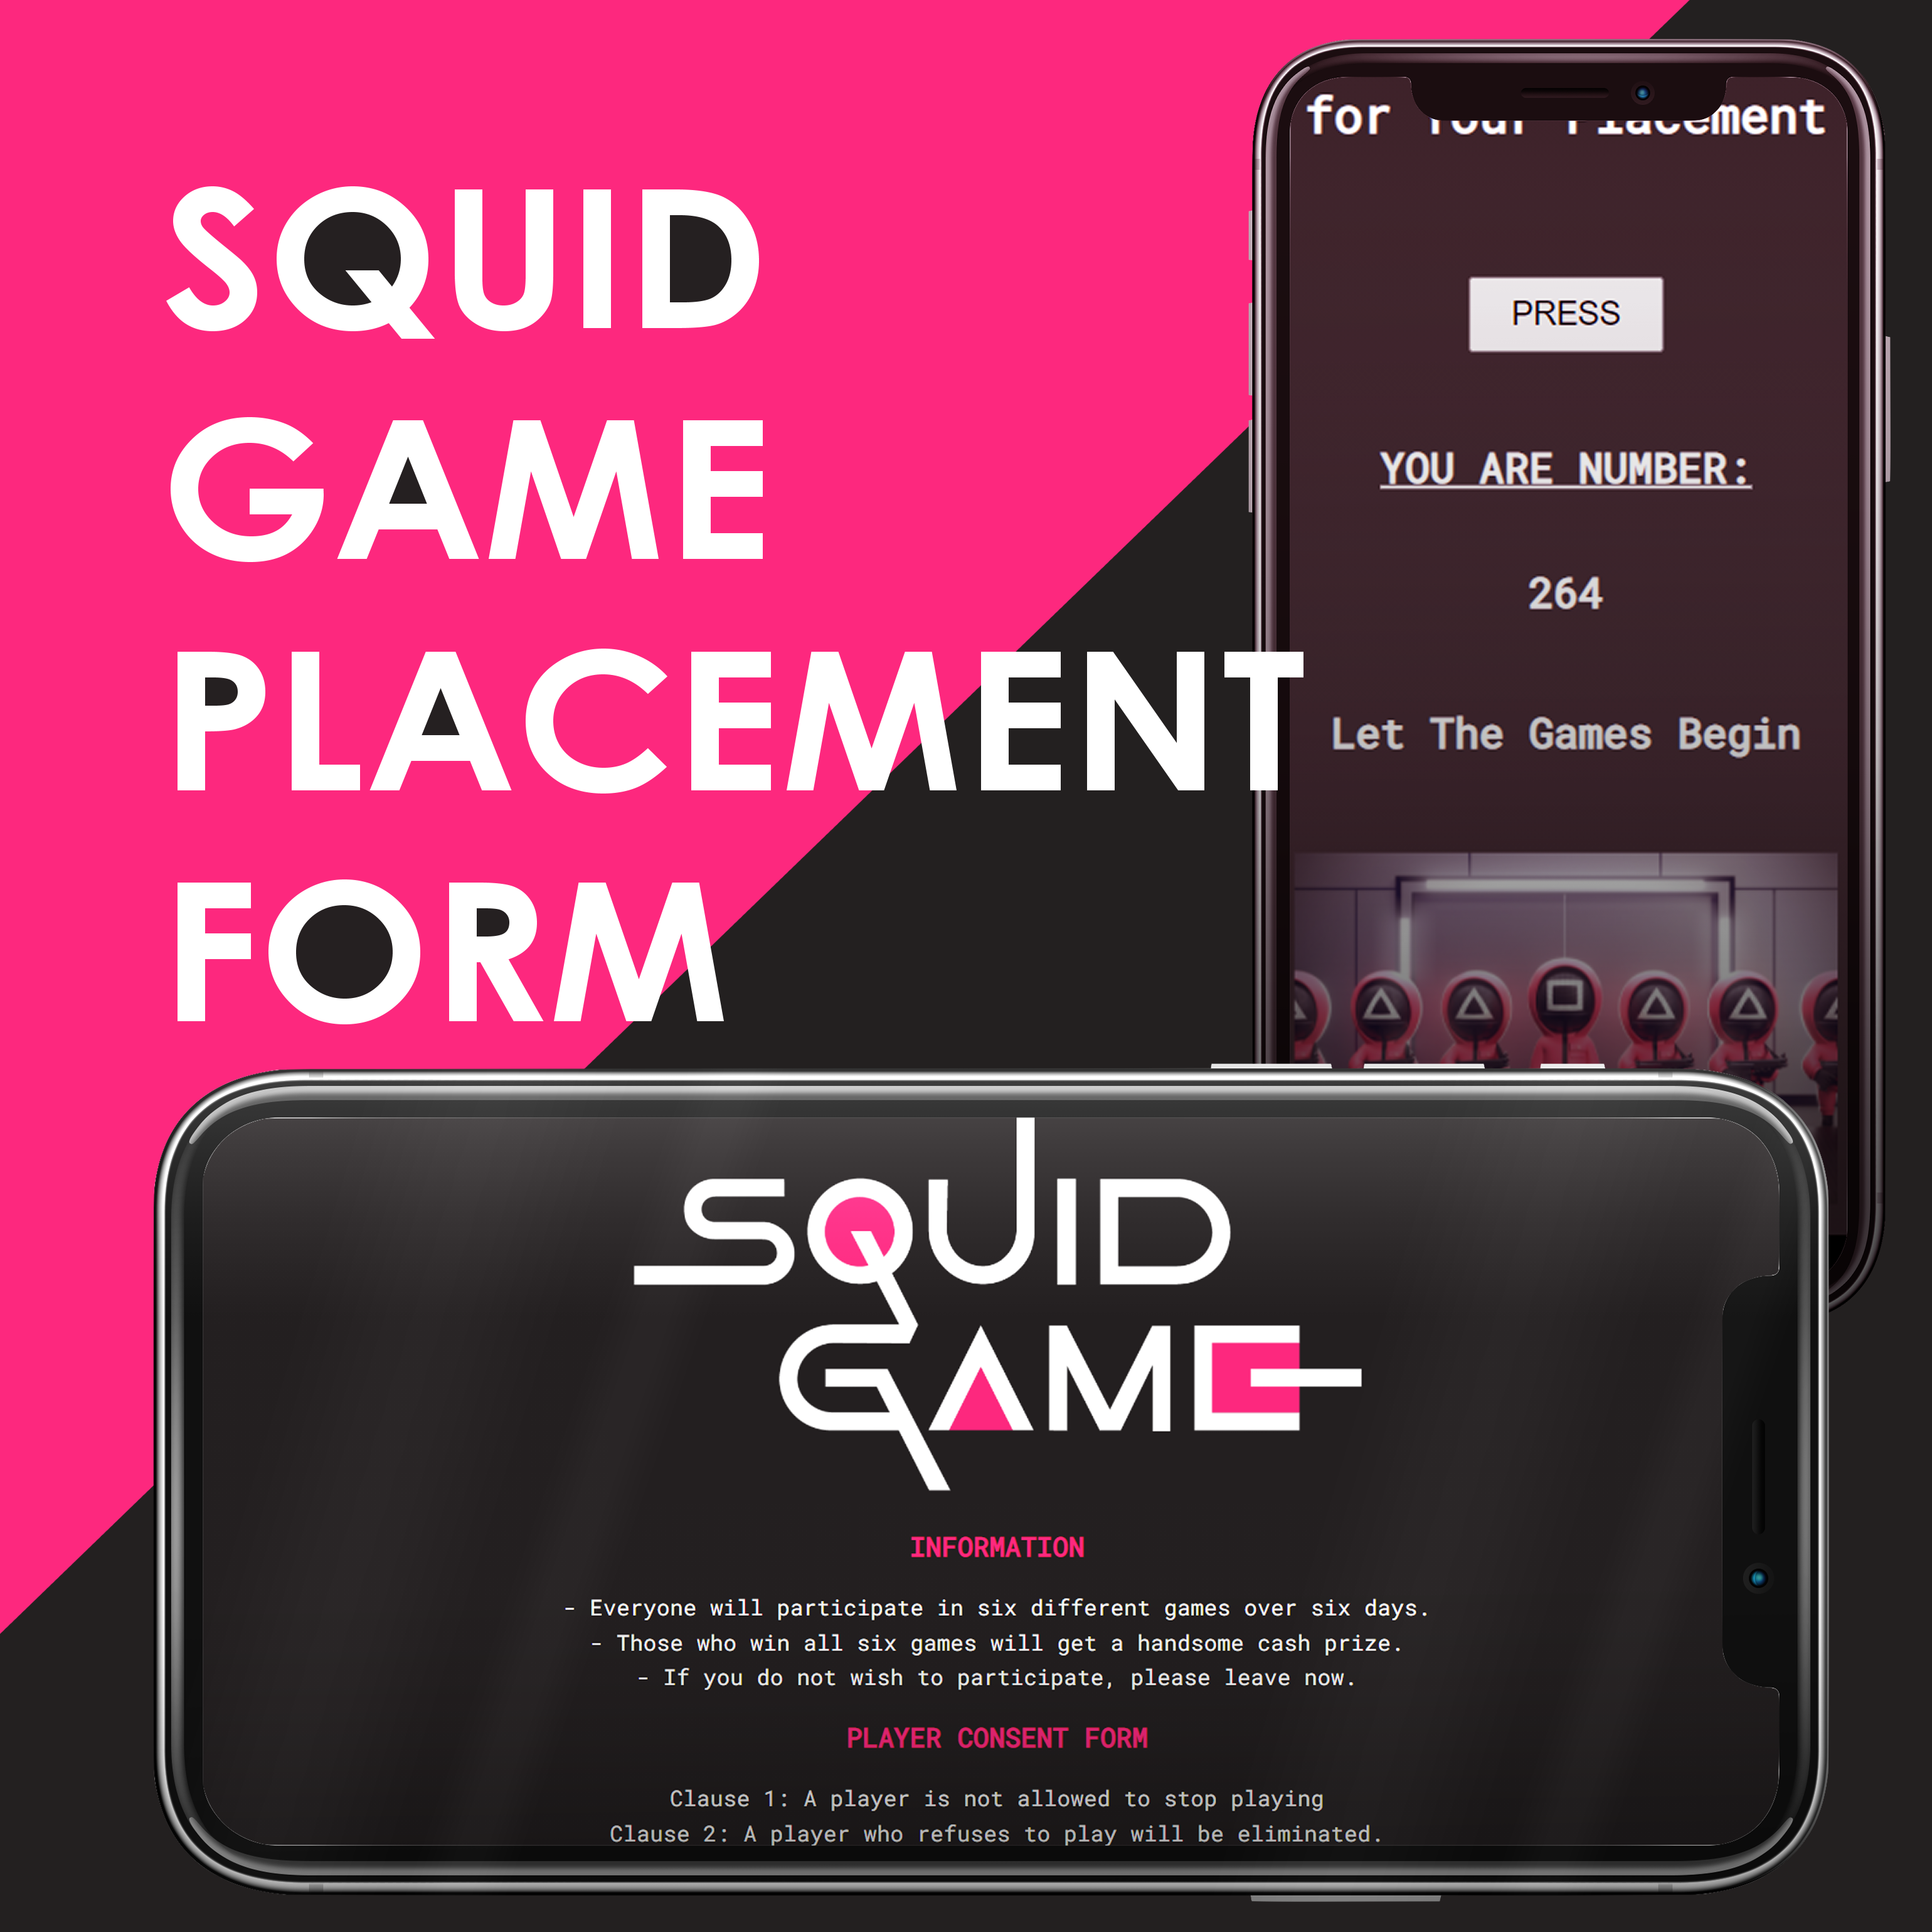 SQUID
GAME
PLACEMENT
FORM
for Your Placement
PRESS
YOU ARE NUMBER:
264
Let The Games Begin
SQUID
GAME
INFORMATION
- Everyone will participate in six different games over six days.
- Those who win all six games will get a handsome cash prize.
- If you do not wish to participate, please leave now.
PLAYER CONSENT FORM
Clause 1: A player is not allowed to stop playing
Clause 2: A player who refuses to play will be eliminated.